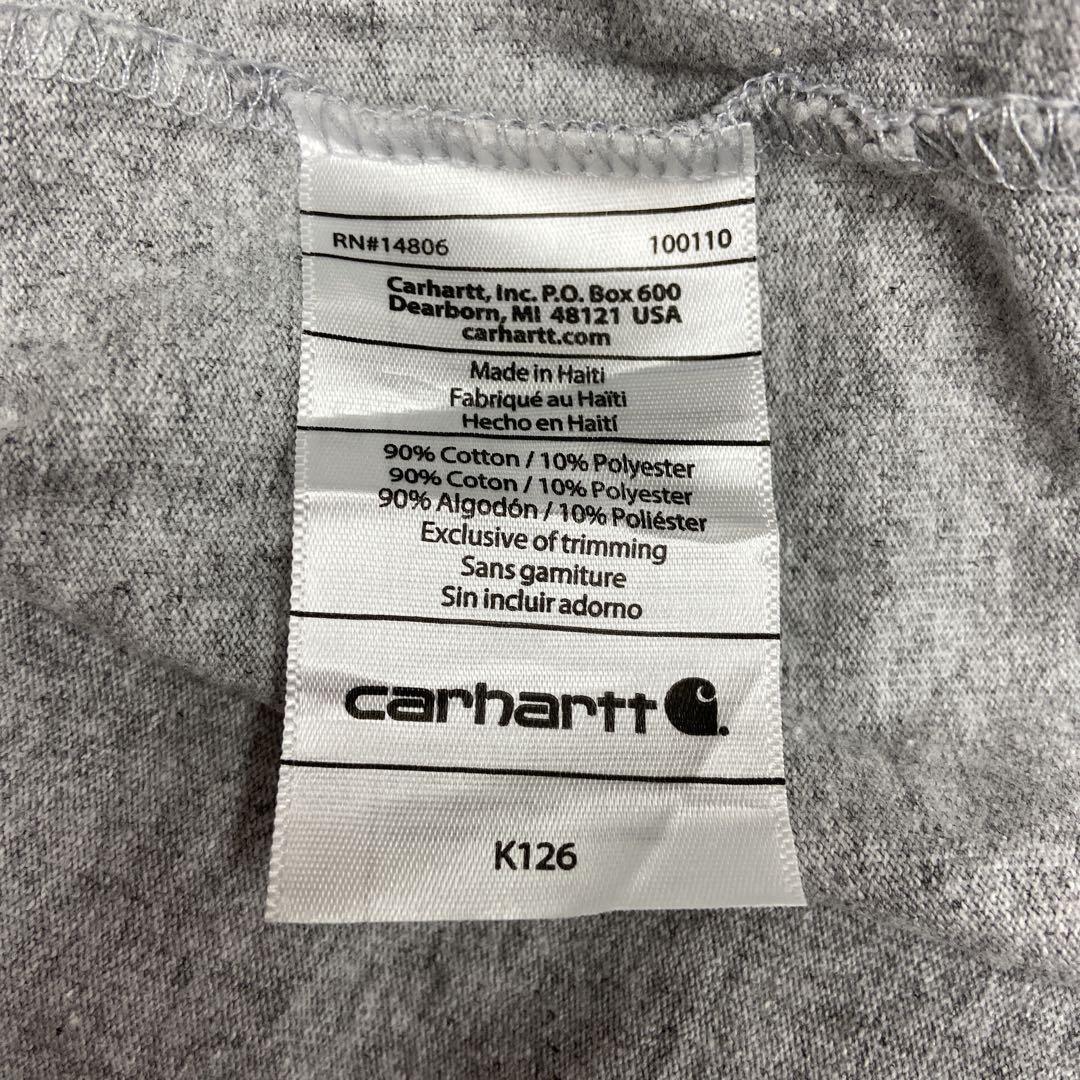 RN#14806 100110
Carhartt, Inc. P.O. Box 600
Dearborn, MI 48121 USA
carhartt.com
Made in Haiti
Fabriqué au Haïti
Hecho en Haití
90% Cotton / 10% Polyester
90% Coton / 10% Polyester
90% Algodón / 10% Poliéster
Exclusive of trimming
Sans garniture
Sin incluir adorno
carhartt
K126